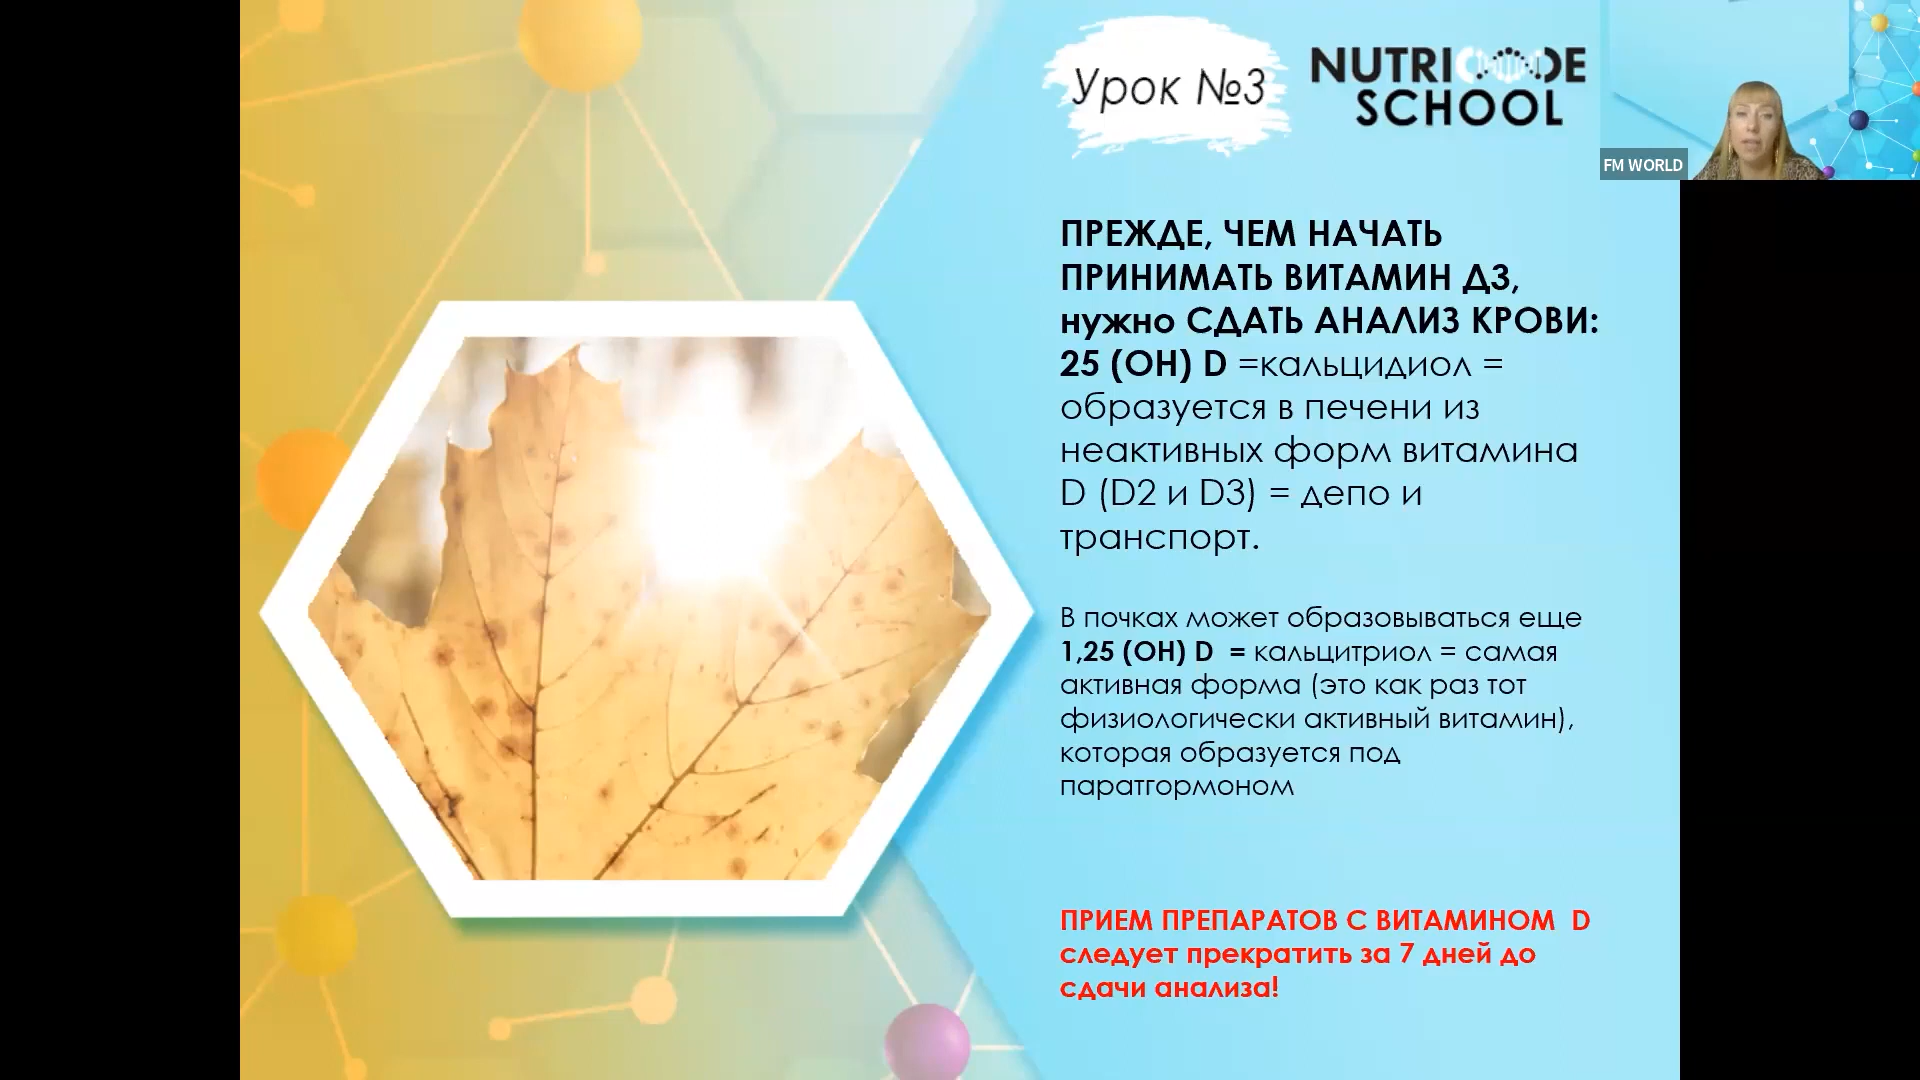 Урок №3
NUTRICODE
SCHOOL
FM WORLD
ПРЕЖДЕ, ЧЕМ НАЧАТЬ
ПРИНИМАТЬ ВИТАМИН Д3,
нужно СДАТЬ АНАЛИЗ КРОВИ:
25 (OH) D =кальцидиол =
образуется в печени из
неактивных форм витамина
D (D2 и D3) = депо и
транспорт.
В почках может образовываться еще
1,25 (OH) D = кальцитриол = самая
активная форма (это как раз тот
физиологически активный витамин),
которая образуется под
паратгормоном
ПРИЕМ ПРЕПАРАТОВ С ВИТАМИНОМ D
следует прекратить за 7 дней до
сдачи анализа!